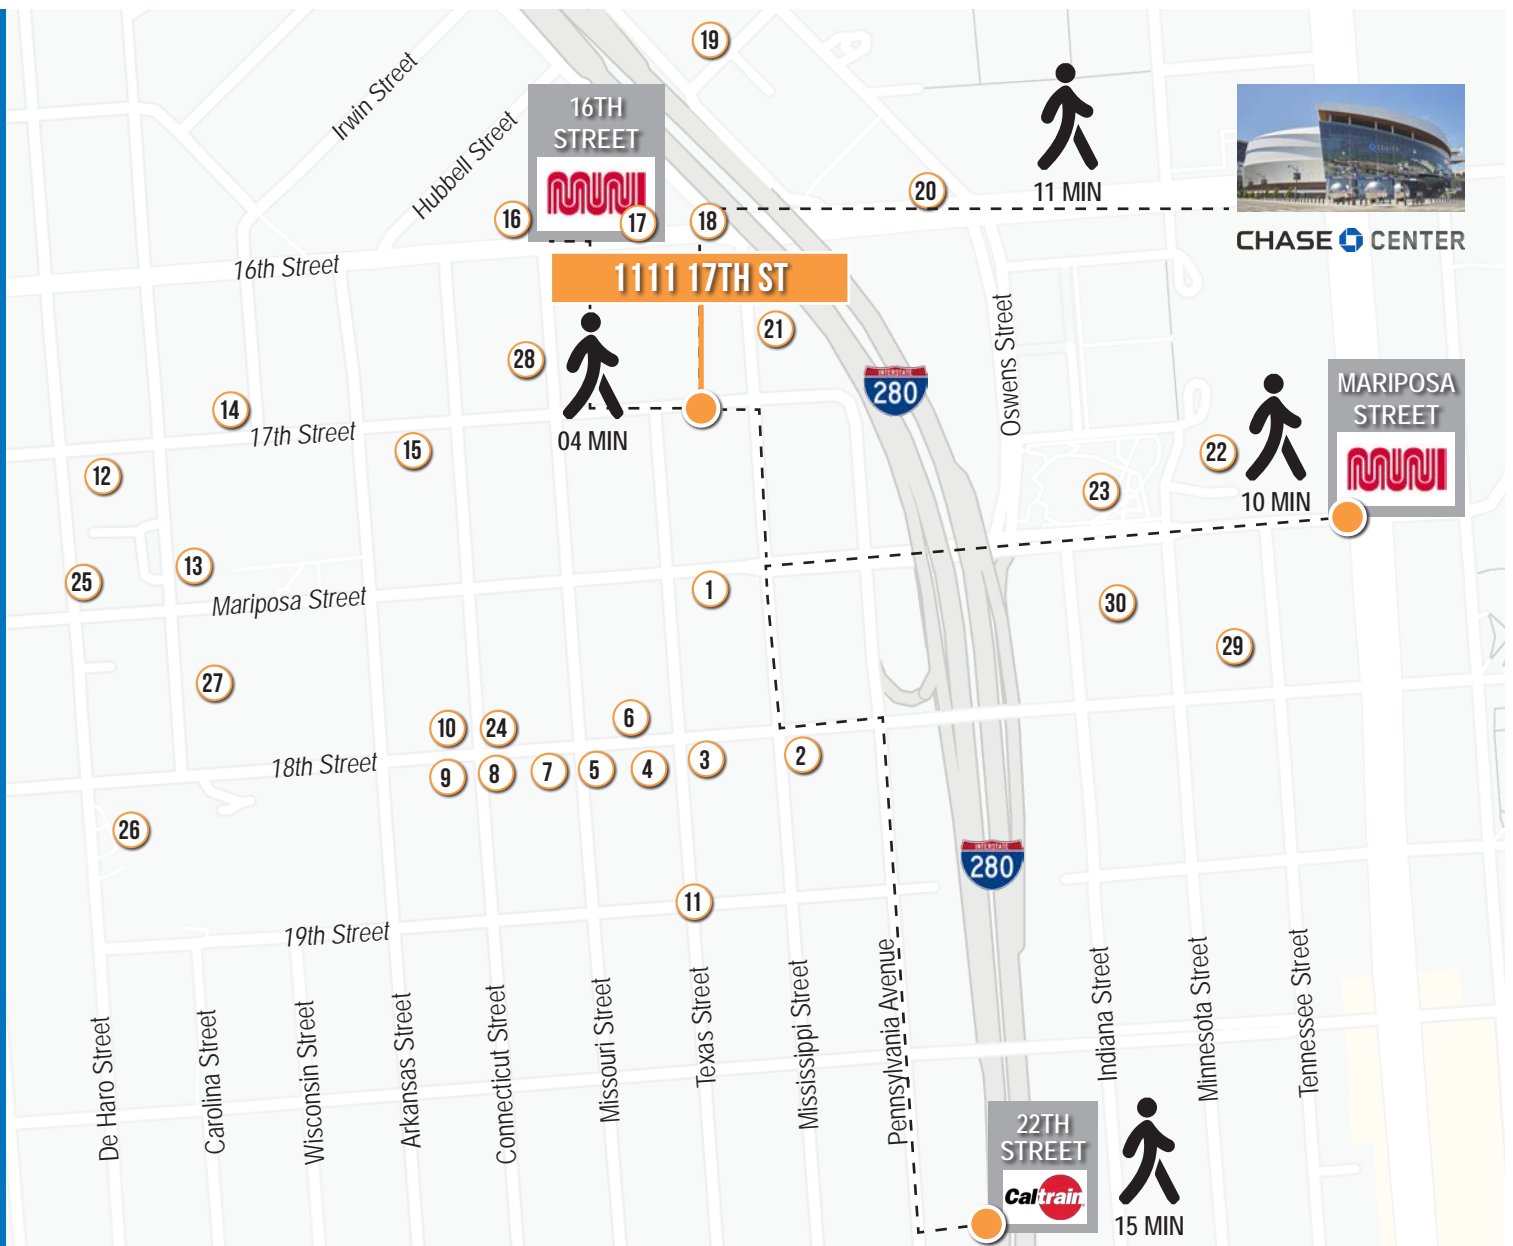 19
Irwin Street
Hubbell Street
16TH
STREET
MUNI
16
17
18
20
11 MIN
CHASE CENTER
16th Street
1111 17TH ST
21
28
INTERSTATE
280
Oswens Street
MARIPOSA
STREET
MUNI
14
17th Street
15
04 MIN
12
22
23
10 MIN
13
25
Mariposa Street
1
30
29
27
10
24
6
18th Street
9
8
7
5
4
3
2
26
INTERSTATE
280
11
19th Street
De Haro Street
Carolina Street
Wisconsin Street
Arkansas Street
Connecticut Street
Missouri Street
Texas Street
Mississippi Street
Pennsylvania Avenue
Indiana Street
Minnesota Street
Tennessee Street
22TH
STREET
Caltrain
15 MIN